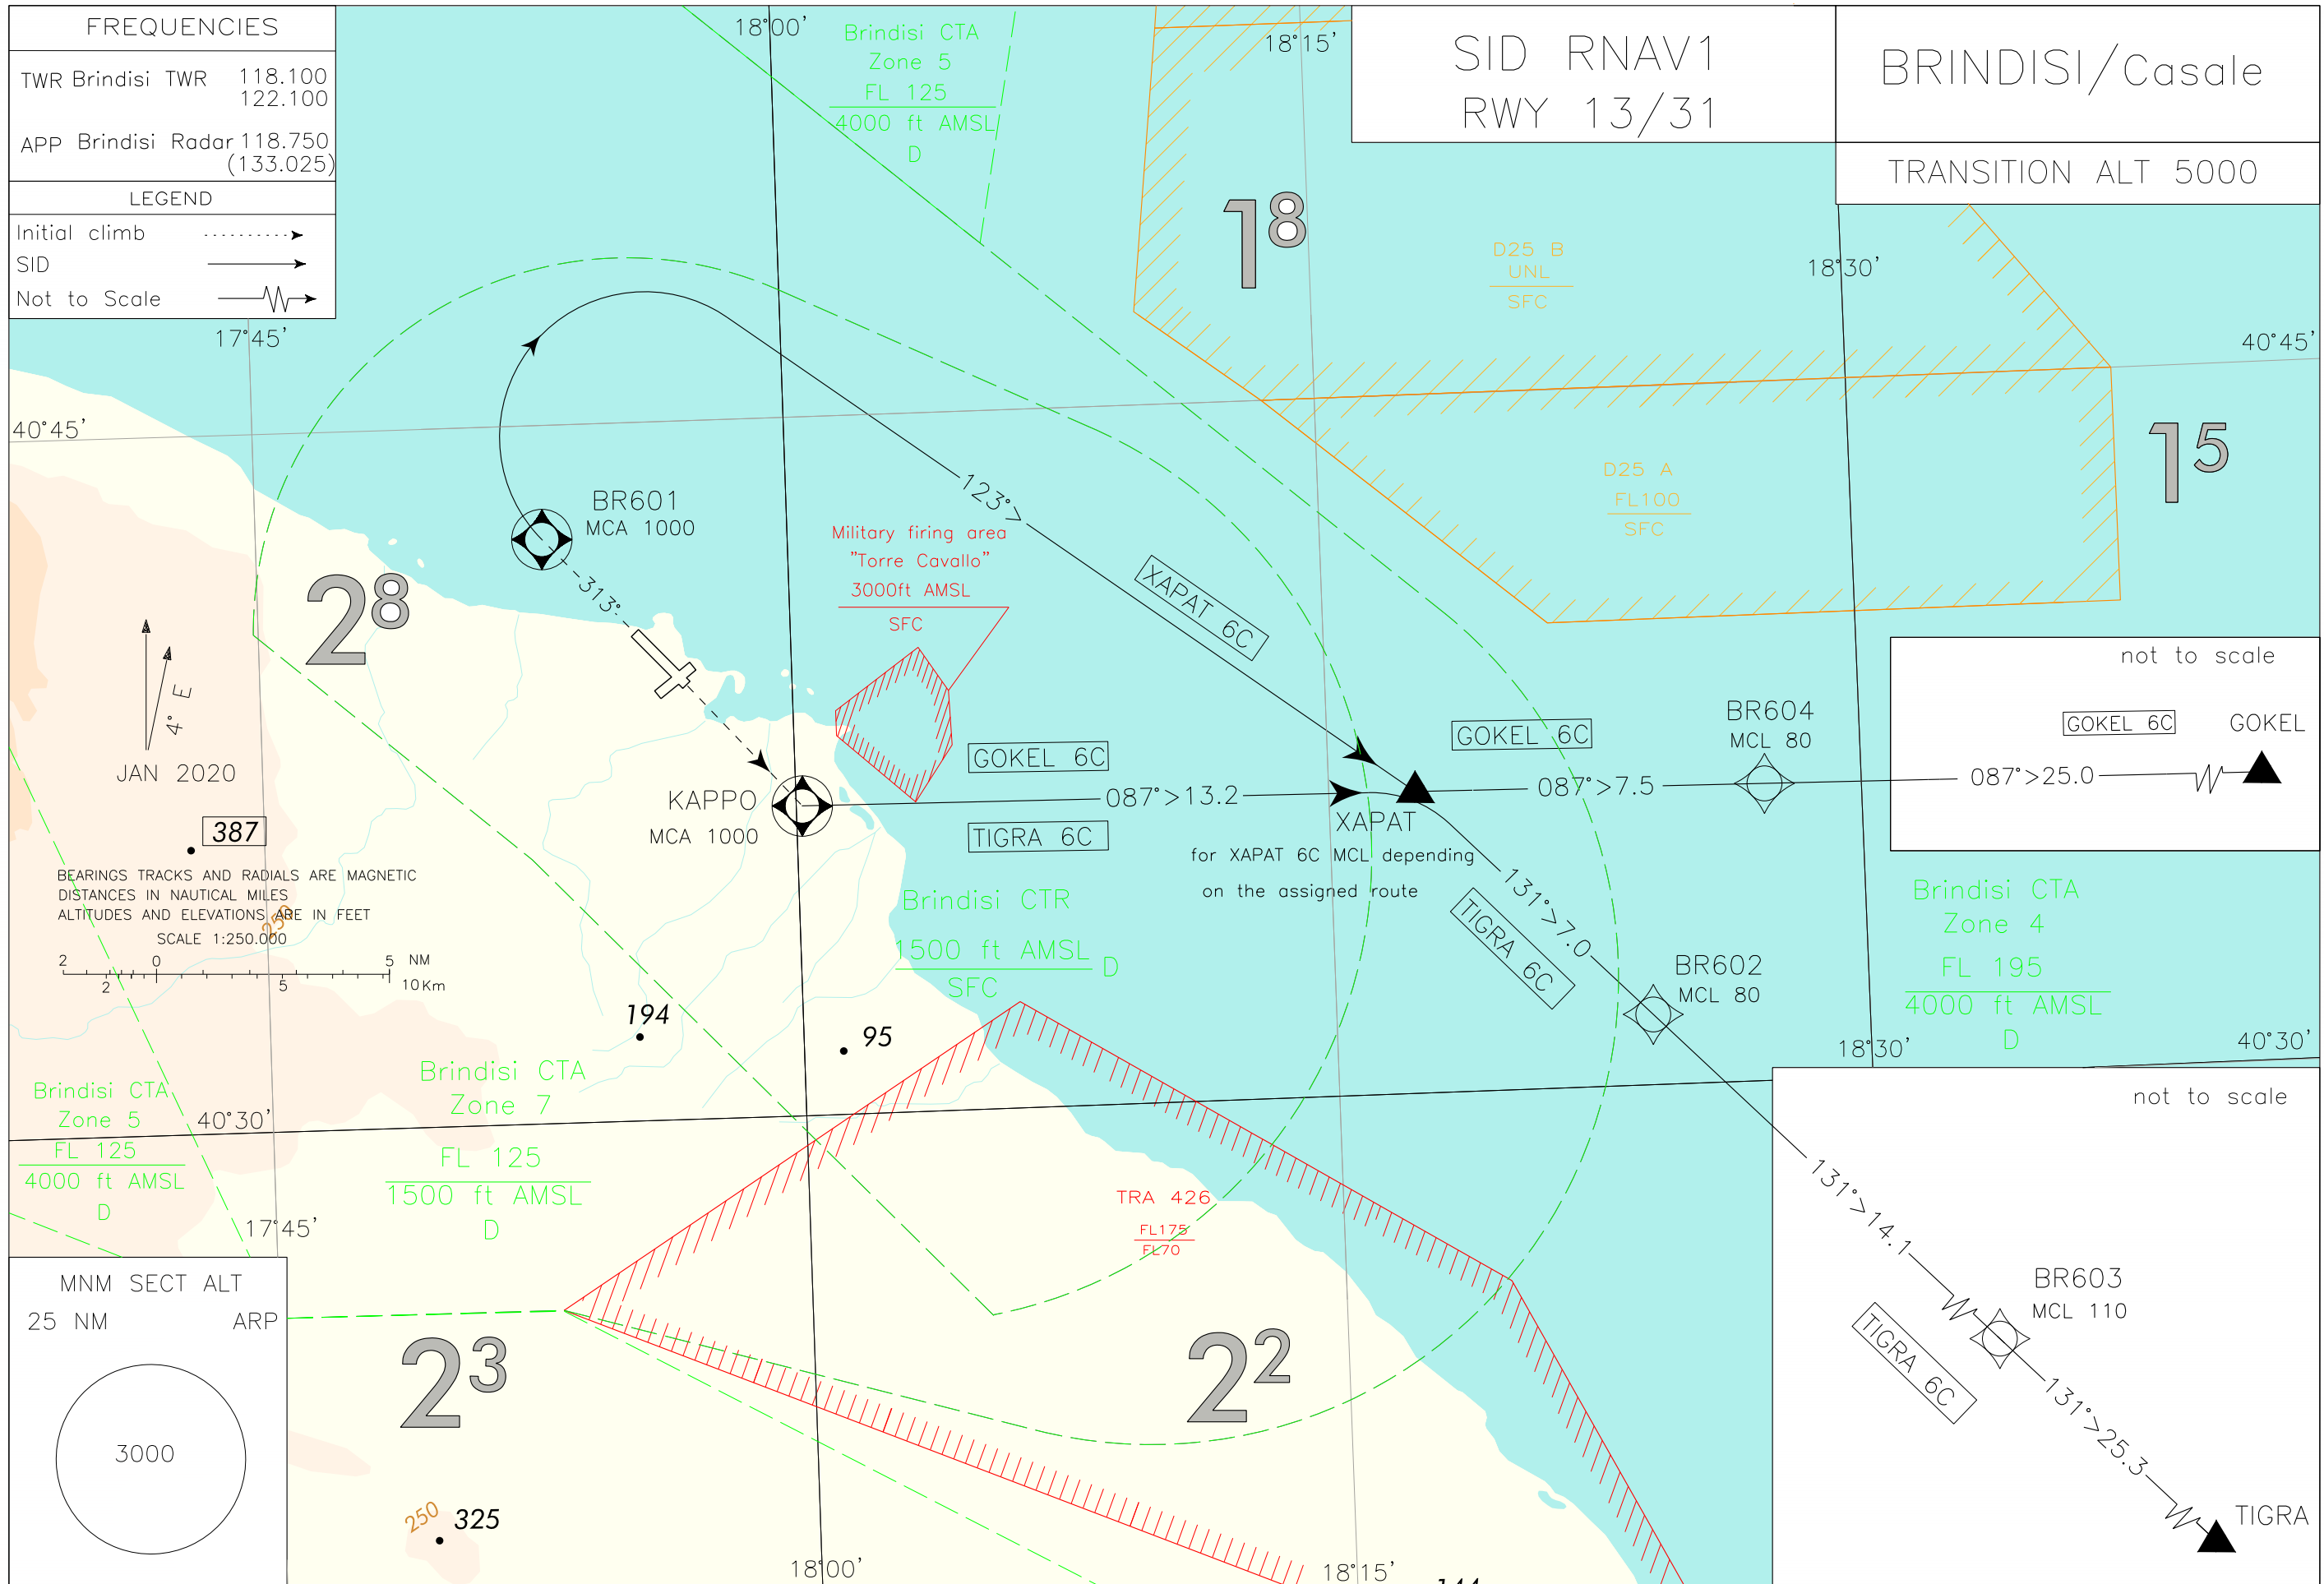 FREQUENCIES
TWR Brindisi TWR 118.100
122.100
APP Brindisi Radar 118.750
(133.025)
LEGEND
Initial climb
SID
Not to Scale
SID RNAV1
RWY 13/31
BRINDISI/Casale
TRANSITION ALT 5000
18°00'
18°15'
Brindisi CTA
Zone 5
FL 125
4000 ft AMSL
D
18
D25 B
UNL
SFC
18°30'
17°45'
40°45'
40°45'
15
D25 A
FL100
SFC
123°>
BR601
MCA 1000
313°
28
Military firing area
"Torre Cavallo"
3000ft AMSL
SFC
XAPAT 6C
4° E
JAN 2020
387
BEARINGS TRACKS AND RADIALS ARE MAGNETIC
DISTANCES IN NAUTICAL MILES
ALTITUDES AND ELEVATIONS ARE IN FEET
250
SCALE 1:250.000
2 0 5 NM
2 5 10Km
KAPPO
MCA 1000
GOKEL 6C
087°>13.2
TIGRA 6C
XAPAT
for XAPAT 6C MCL depending
on the assigned route
GOKEL 6C
087°>7.5
BR604
MCL 80
not to scale
GOKEL 6C GOKEL
087°>25.0
131°>7.0
TIGRA 6C
BR602
MCL 80
Brindisi CTR
1500 ft AMSL
SFC
D
Brindisi CTA
Zone 4
FL 195
4000 ft AMSL
D
18°30'
40°30'
194
95
Brindisi CTA
Zone 5
FL 125
4000 ft AMSL
D
40°30'
17°45'
Brindisi CTA
Zone 7
FL 125
1500 ft AMSL
D
TRA 426
FL175
FL70
not to scale
131°>14.1
BR603
MCL 110
TIGRA 6C
131°>25.3
TIGRA
MNM SECT ALT
25 NM ARP
3000
23
22
250
325
18°00'
18°15'